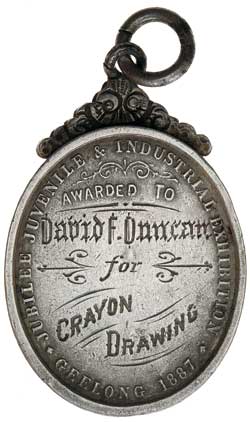 JUBILEE JUVENILE & INDUSTRIAL EXHIBITION
AWARDED TO
David F. Duncan
for
CRAYON
DRAWING
GEELONG 1887